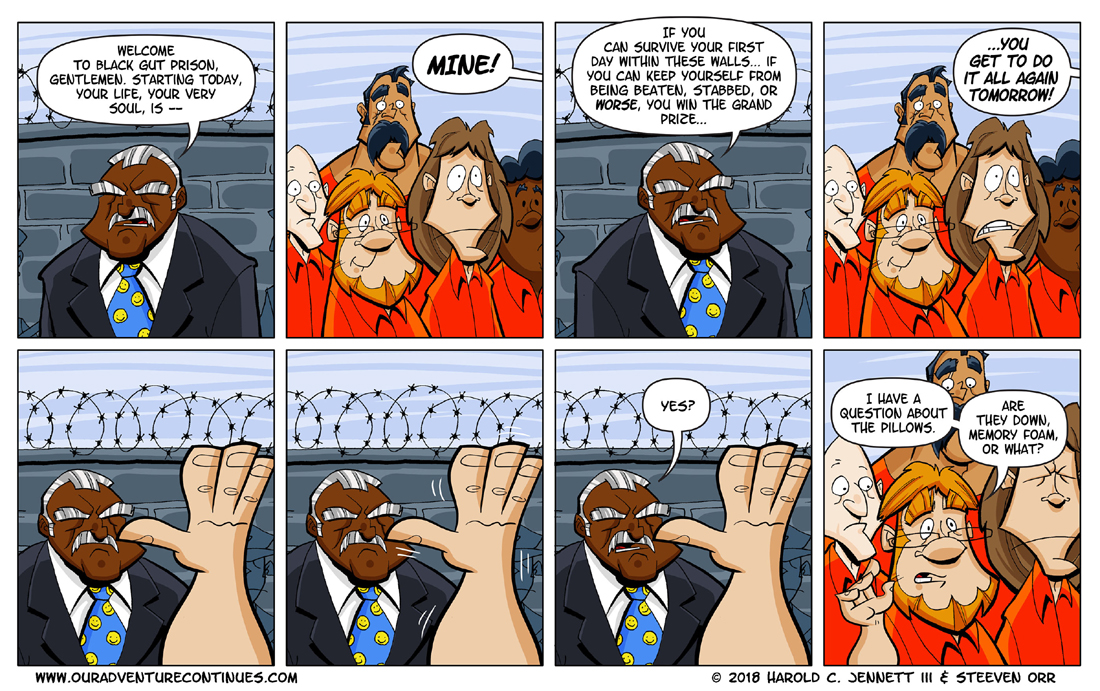 WELCOME
TO BLACK GUT PRISON,
GENTLEMEN. STARTING TODAY,
YOUR LIFE, YOUR VERY
SOUL, IS --
MINE!
IF YOU
CAN SURVIVE YOUR FIRST
DAY WITHIN THESE WALLS... IF
YOU CAN KEEP YOURSELF FROM
BEING BEATEN, STABBED, OR
WORSE, YOU WIN THE GRAND
PRIZE...
...YOU
GET TO DO
IT ALL AGAIN
TOMORROW!
YES?
I HAVE A
QUESTION ABOUT
THE PILLOWS.
ARE
THEY DOWN,
MEMORY FOAM,
OR WHAT?
WWW.OURADVENTURECONTINUES.COM
© 2018 HAROLD C. JENNETT III & STEEVEN ORR